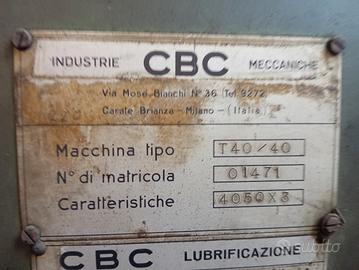 INDUSTRIE CBC MECCANICHE
Via Mosè Bianchi N° 36 (Tel. 9272
Carate Brianza - Milano - (Italia)
Macchina tipo T40/40
N° di matricola 01471
Caratteristiche 4050X3
CBC LUBRIFICAZIONE
subito